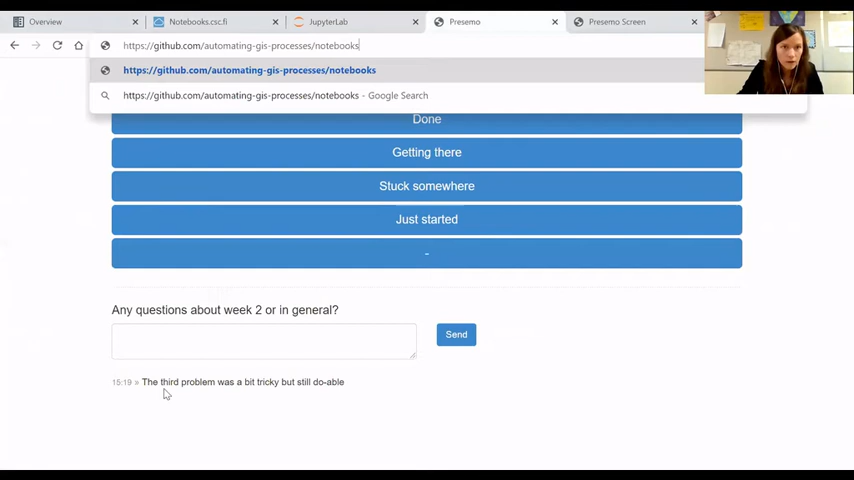 Overview
Notebooks.csc.fi
JupyterLab
Presemo
Presemo Screen
https://github.com/automating-gis-processes/notebooks
https://github.com/automating-gis-processes/notebooks
https://github.com/automating-gis-processes/notebooks - Google Search
Done
Getting there
Stuck somewhere
Just started
-
Any questions about week 2 or in general?
Send
15:19 » The third problem was a bit tricky but still do-able